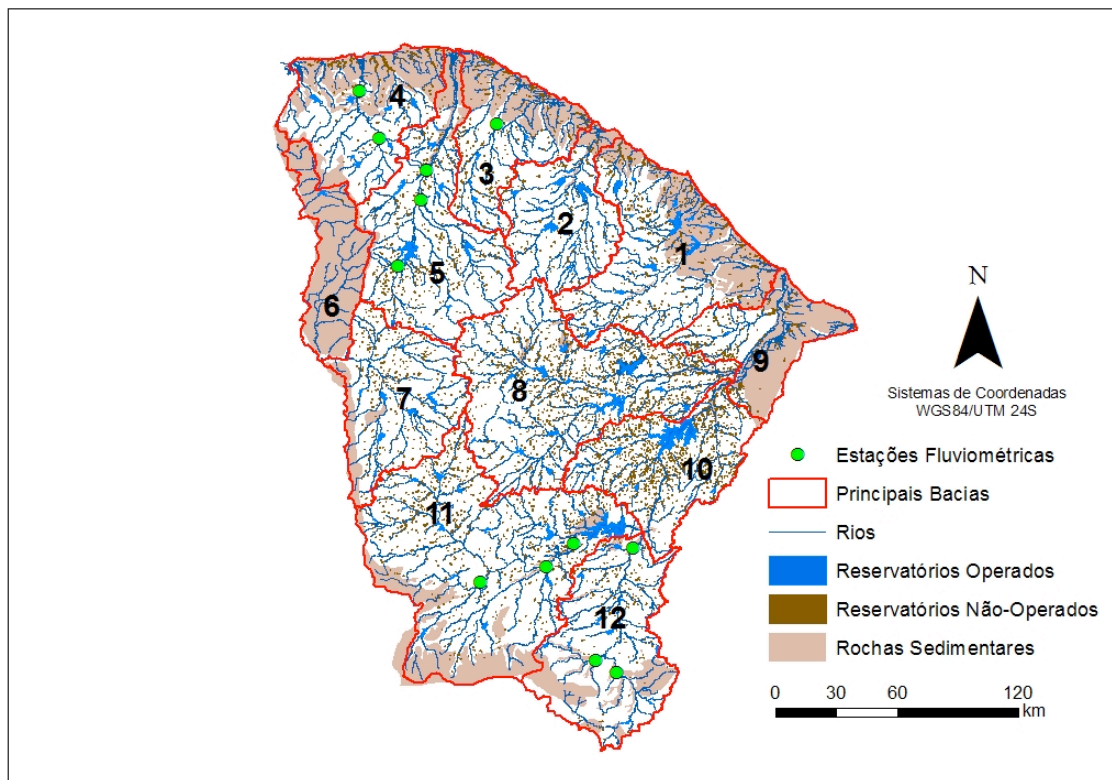 4
3
2
1
5
6
9
7
8
10
11
12
N
Sistemas de Coordenadas
WGS84/UTM 24S
Estações Fluviométricas
Principais Bacias
Rios
Reservatórios Operados
Reservatórios Não-Operados
Rochas Sedimentares
0 30 60 120
km